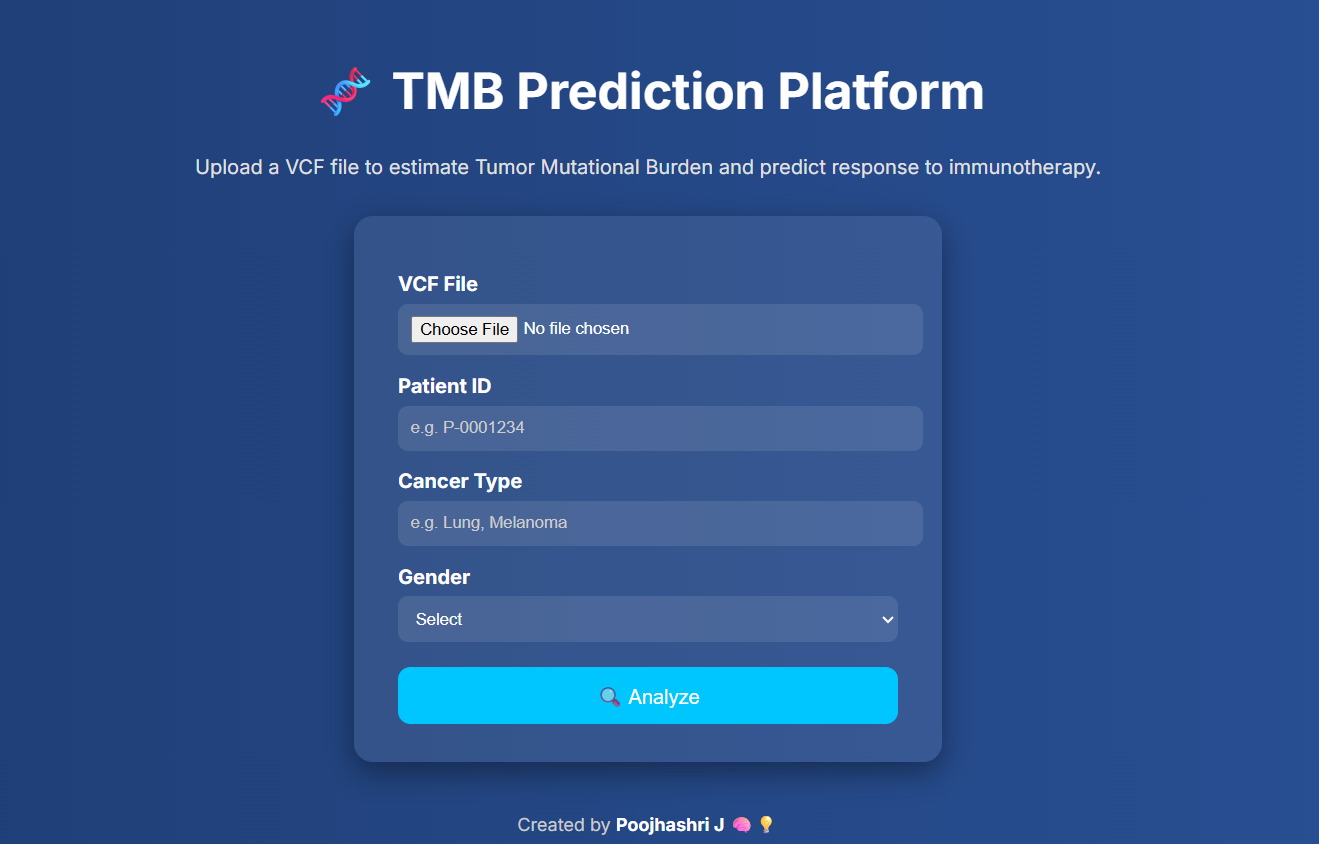 🧬 TMB Prediction Platform
Upload a VCF file to estimate Tumor Mutational Burden and predict response to immunotherapy.
VCF File
Choose File No file chosen
Patient ID
e.g. P-0001234
Cancer Type
e.g. Lung, Melanoma
Gender
Select
🔍 Analyze
Created by Poojhashri J 🧠 💡